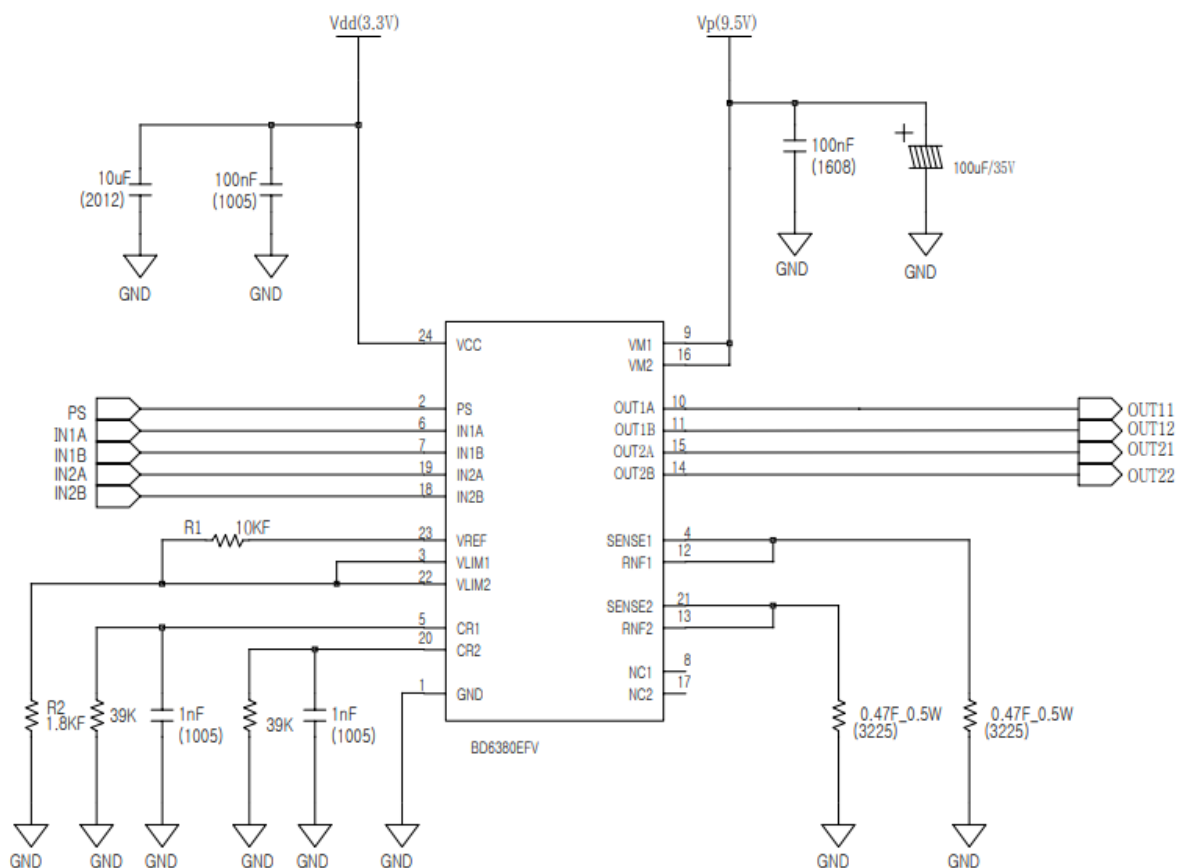 Vdd(3.3V)
Vp(9.5V)
10uF
(2012)
100nF
(1005)
100nF
(1608)
+
100uF/35V
GND
GND
GND
GND
24
VCC
VM1
9
VM2
16
PS
2
PS
OUT1A
10
OUT11
IN1A
6
IN1A
OUT1B
11
OUT12
IN1B
7
IN1B
OUT2A
15
OUT21
IN2A
19
IN2A
OUT2B
14
OUT22
IN2B
18
IN2B
R1
10KF
23
VREF
SENSE1
4
3
VLIM1
RNF1
12
22
VLIM2
SENSE2
21
5
CR1
RNF2
13
20
CR2
NC1
8
1
GND
NC2
17
R2
1.8KF
39K
1nF
(1005)
39K
1nF
(1005)
0.47F_0.5W
(3225)
0.47F_0.5W
(3225)
BD6380EFV
GND
GND
GND
GND
GND
GND
GND
GND